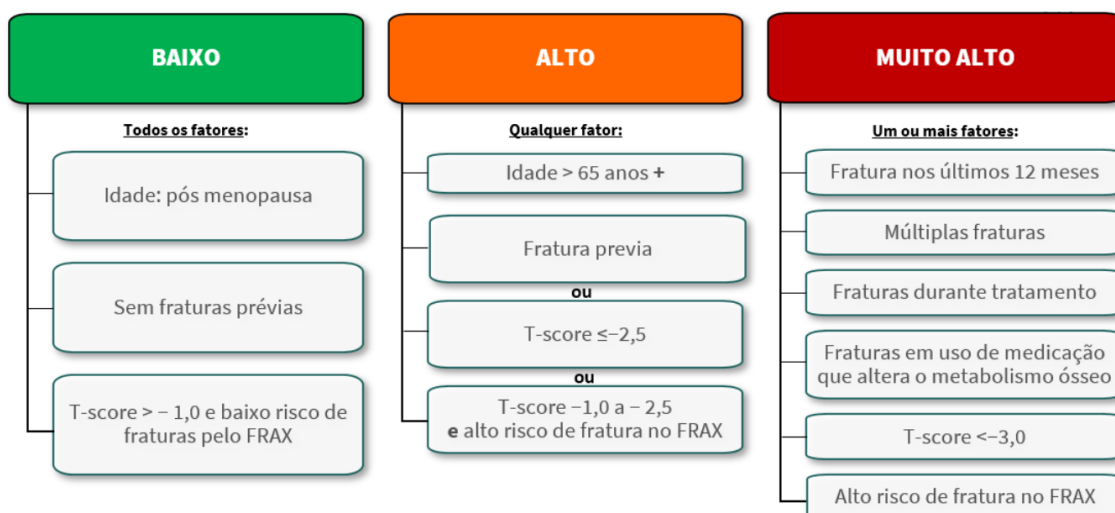 BAIXO
Todos os fatores:
Idade: pós menopausa
Sem fraturas prévias
T-score > − 1,0 e baixo risco de
fraturas pelo FRAX
ALTO
Qualquer fator:
Idade > 65 anos +
Fratura previa
ou
T-score ≤−2,5
ou
T-score −1,0 a − 2,5
e alto risco de fratura no FRAX
MUITO ALTO
Um ou mais fatores:
Fratura nos últimos 12 meses
Múltiplas fraturas
Fraturas durante tratamento
Fraturas em uso de medicação
que altera o metabolismo ósseo
T-score <−3,0
Alto risco de fratura no FRAX